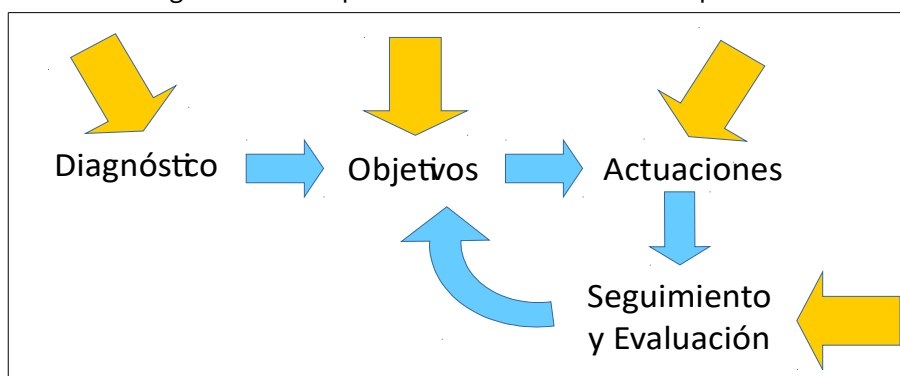 Diagnóstico
Objetivos
Actuaciones
Seguimiento
y Evaluación